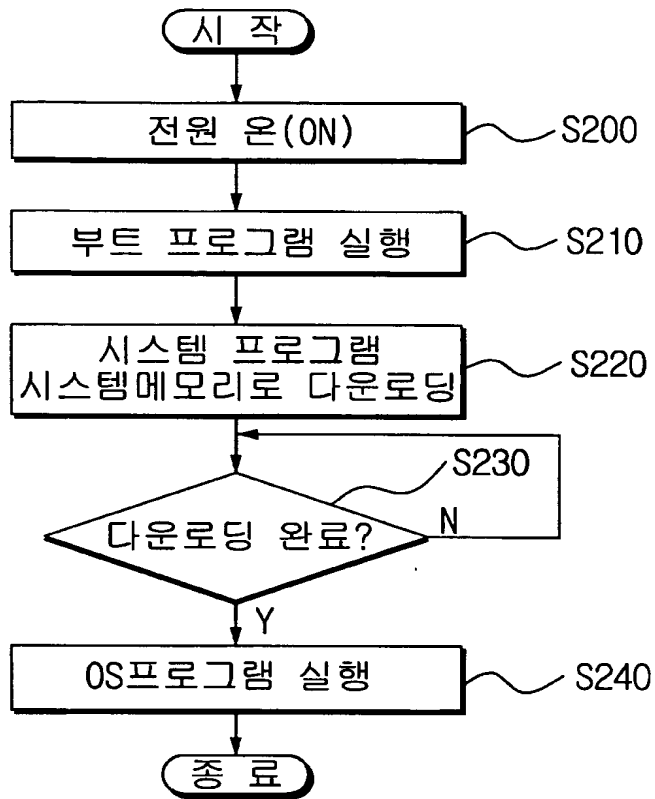 시 작
전원 온(ON)
S200
부트 프로그램 실행
S210
시스템 프로그램
시스템메모리로 다운로딩
S220
S230
다운로딩 완료?
N
Y
OS프로그램 실행
S240
종 료